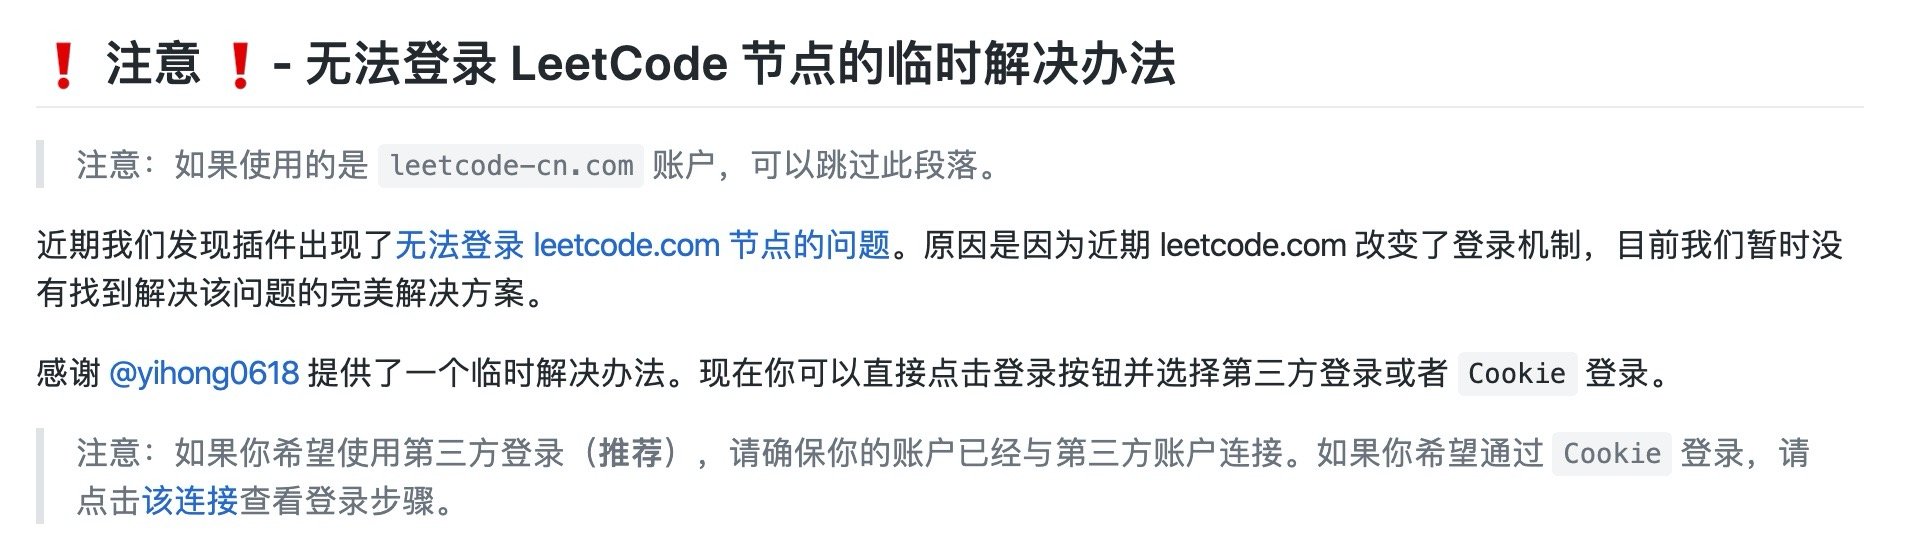 ❗ 注意 ❗ - 无法登录 LeetCode 节点的临时解决办法
注意：如果使用的是 leetcode-cn.com 账户，可以跳过此段落。
近期我们发现插件出现了无法登录 leetcode.com 节点的问题。原因是因为近期 leetcode.com 改变了登录机制，目前我们暂时没
有找到解决该问题的完美解决方案。
感谢 @yihong0618 提供了一个临时解决办法。现在你可以直接点击登录按钮并选择第三方登录或者 Cookie 登录。
注意：如果你希望使用第三方登录（推荐），请确保你的账户已经与第三方账户连接。如果你希望通过 Cookie 登录，请
点击该连接查看登录步骤。